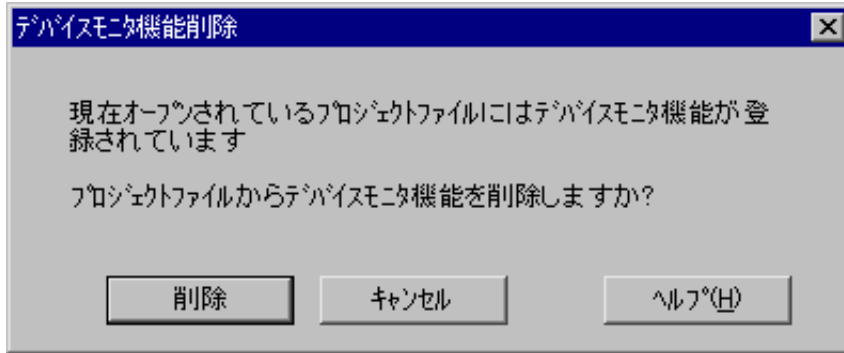 ﾃﾞﾊﾞｲｽﾓﾆﾀ機能削除
現在ｵｰﾌﾟﾝされているﾌﾟﾛｼﾞｪｸﾄﾌｧｲﾙにはﾃﾞﾊﾞｲｽﾓﾆﾀ機能が登
録されています
ﾌﾟﾛｼﾞｪｸﾄﾌｧｲﾙからﾃﾞﾊﾞｲｽﾓﾆﾀ機能を削除しますか?
削除 ｷｬﾝｾﾙ ﾍﾙﾌﾟ(H)